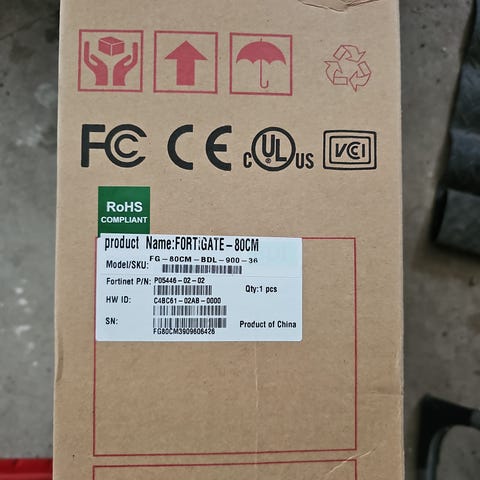 FC CE c UL us VCI
RoHS
COMPLIANT
product Name:FORTIGATE-80CM
Model/SKU: FG-80CM-BDL-900-36
Fortinet P/N: P05446-02-02
Qty:1 pcs
HW ID: C4BC61-02AB-0000
SN:
Product of China
FG80CM3909606426